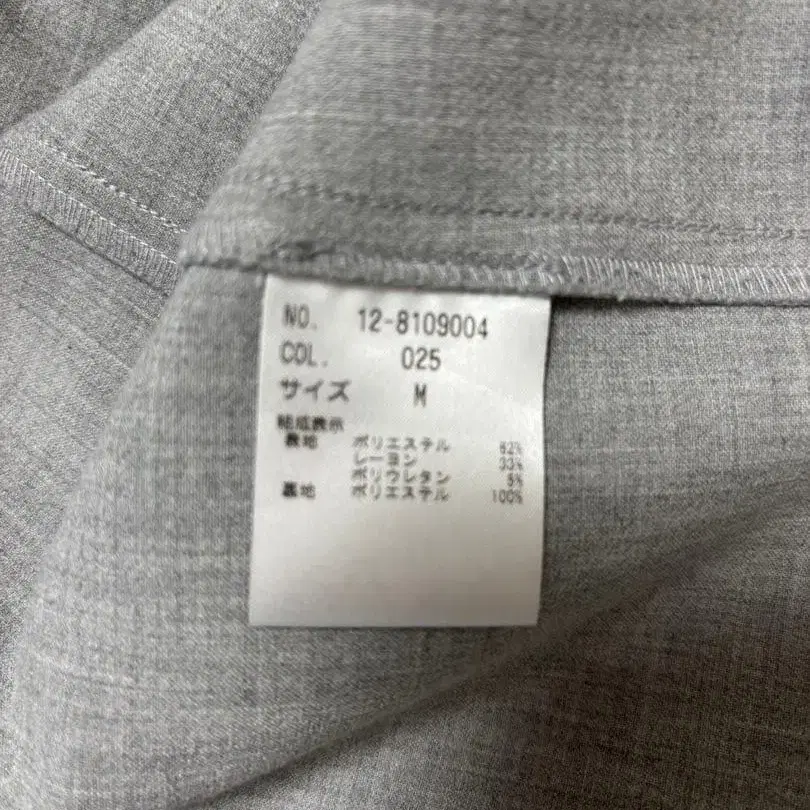 NO. 12-8109004
COL. 025
サイズ M
組成表示
表地 ポリエステル 62%
レーヨン 33%
ポリウレタン 5%
裏地 ポリエステル 100%